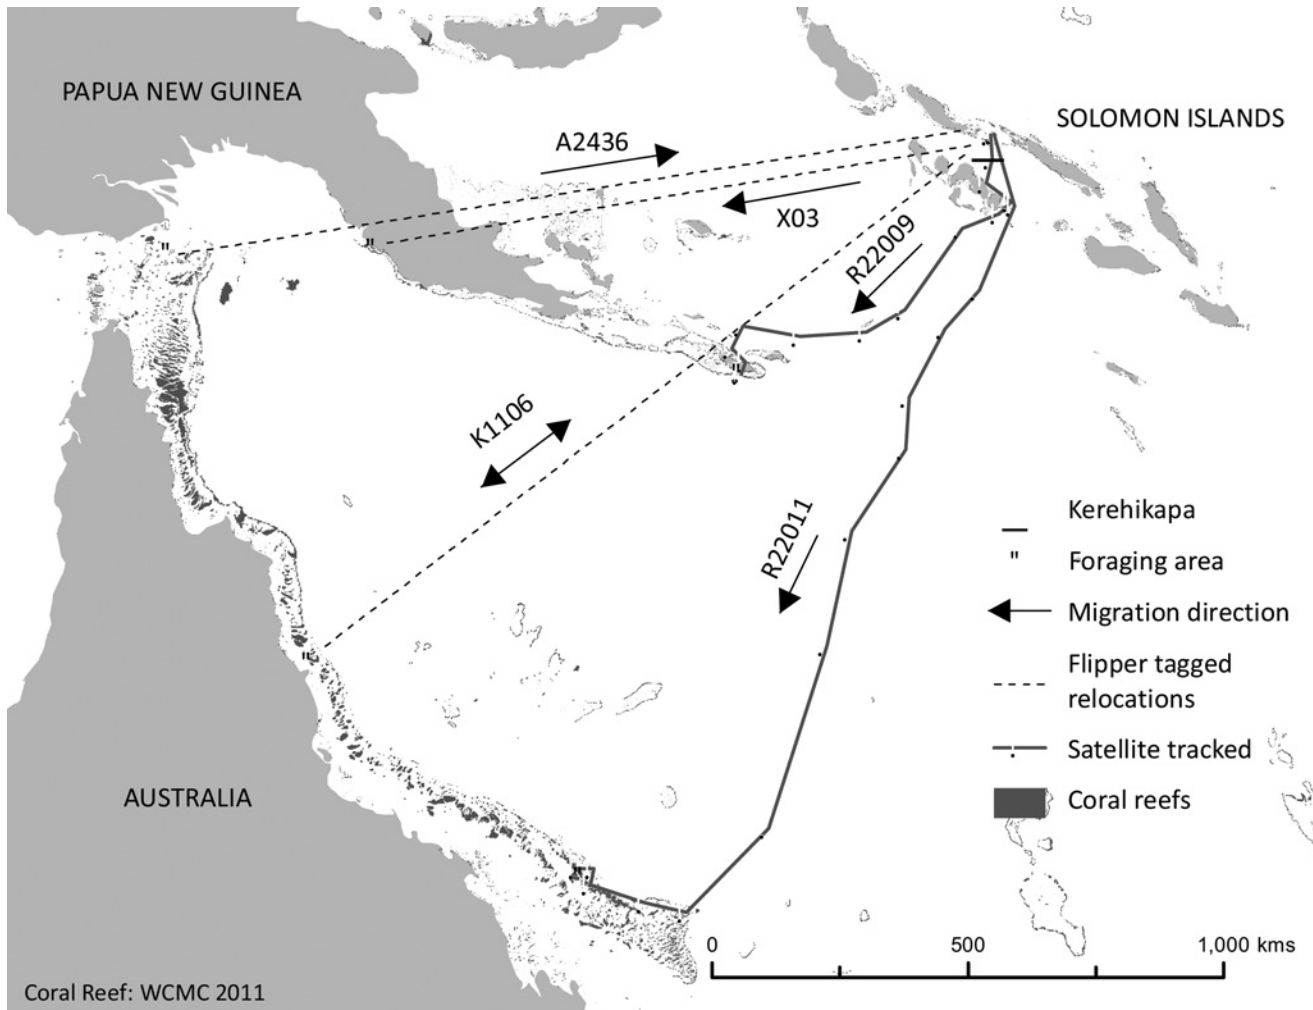 PAPUA NEW GUINEA
SOLOMON ISLANDS
A2436
X03
R22009
K1106
R22011
Kerehikapa
" Foraging area
Migration direction
Flipper tagged
relocations
Satellite tracked
Coral reefs
AUSTRALIA
0 500 1,000 kms
Coral Reef: WCMC 2011